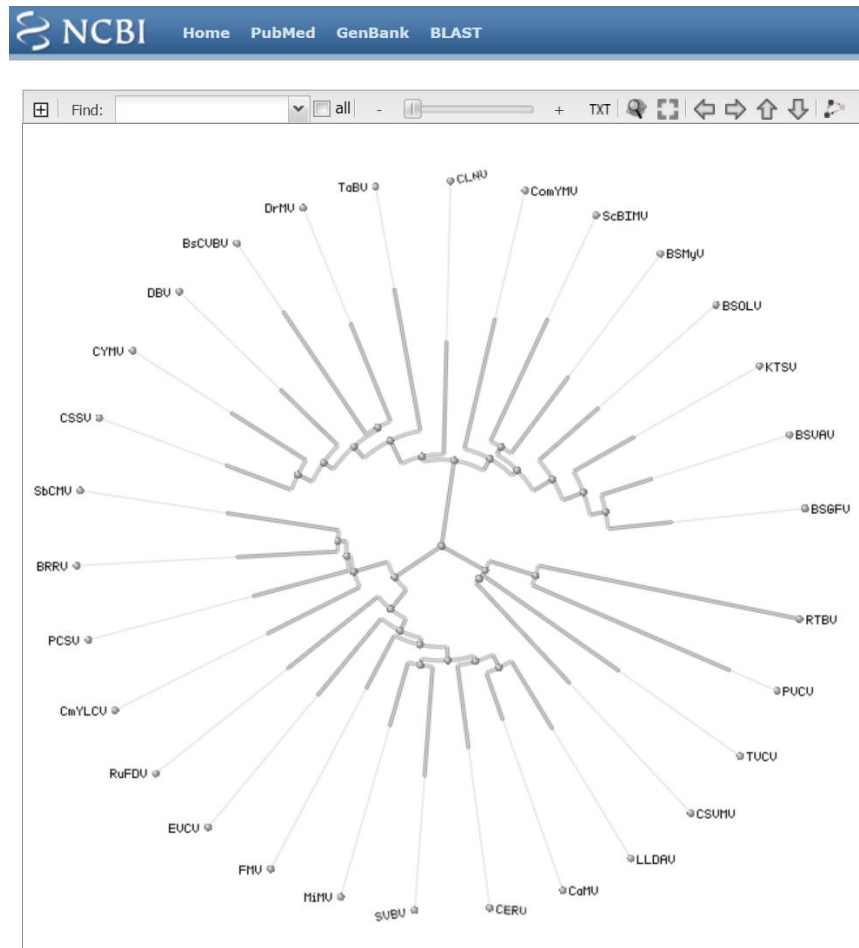 NCBI Home PubMed GenBank BLAST
Find: all - + TXT
CLNV
TaBV
ComYMV
DrMV
ScBIMV
BsCVBV
BSMyV
DBV
BSOLV
CYMV
KTSV
CSSV
BSVAV
SbCMV
BSGFV
BRRV
RTBV
PCSV
PVCV
CmYLCV
TVCV
RuFDV
CSVMV
EVCV
LLDAV
FMV
CaMV
MiMV
SVBV
CERV